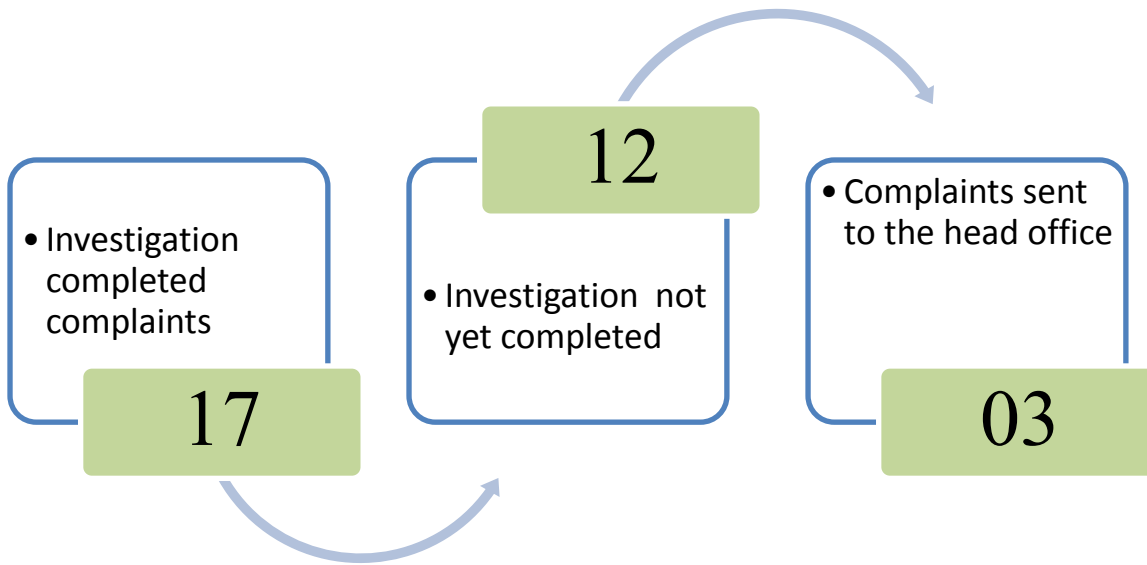 • Investigation
completed
complaints
17
12
• Investigation not
yet completed
• Complaints sent
to the head office
03